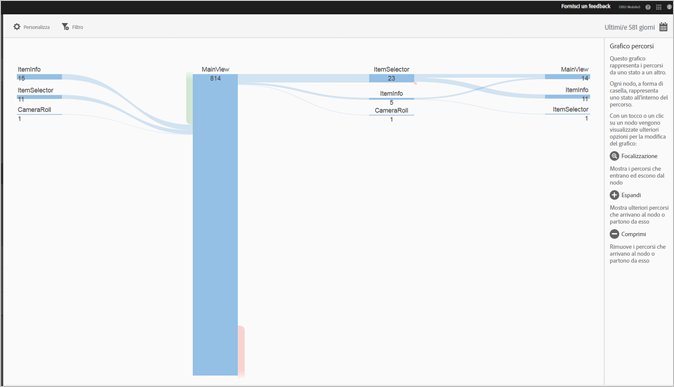 Fornisci un feedback
Personalizza
Filtro
Ultimi/e 581 giorni
ItemInfo
15
ItemSelector
11
CameraRoll
1
MainView
814
ItemSelector
23
ItemInfo
5
CameraRoll
1
MainView
14
ItemInfo
11
ItemSelector
1
Grafico percorsi
Questo grafico
rappresenta i percorsi
da uno stato a un altro.
Ogni nodo, a forma di
casella, rappresenta
uno stato all'interno del
percorso.
Con un tocco o un clic
su un nodo vengono
visualizzate ulteriori
opzioni per la modifica
del grafico:
Focalizzazione
Mostra i percorsi che
entrano ed escono dal
nodo
Espandi
Mostra ulteriori percorsi
che arrivano al nodo o
partono da esso
Comprimi
Rimuove i percorsi che
arrivano al nodo o
partono da esso